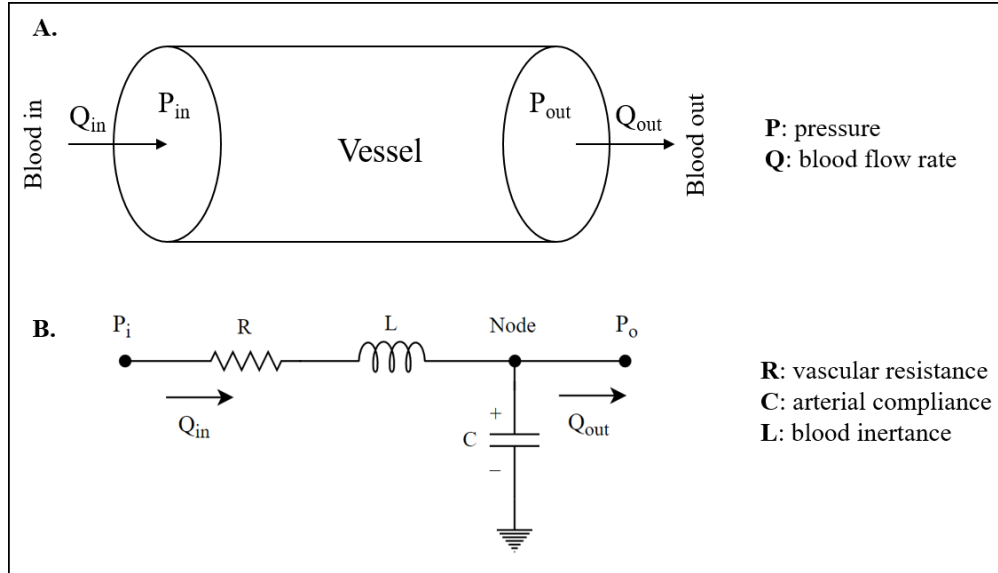 A.
Blood in
Q_in
P_in
Vessel
P_out
Q_out
Blood out
P: pressure
Q: blood flow rate
B.
P_i
R
L
Node
P_o
Q_in
+
C
–
Q_out
R: vascular resistance
C: arterial compliance
L: blood inertance